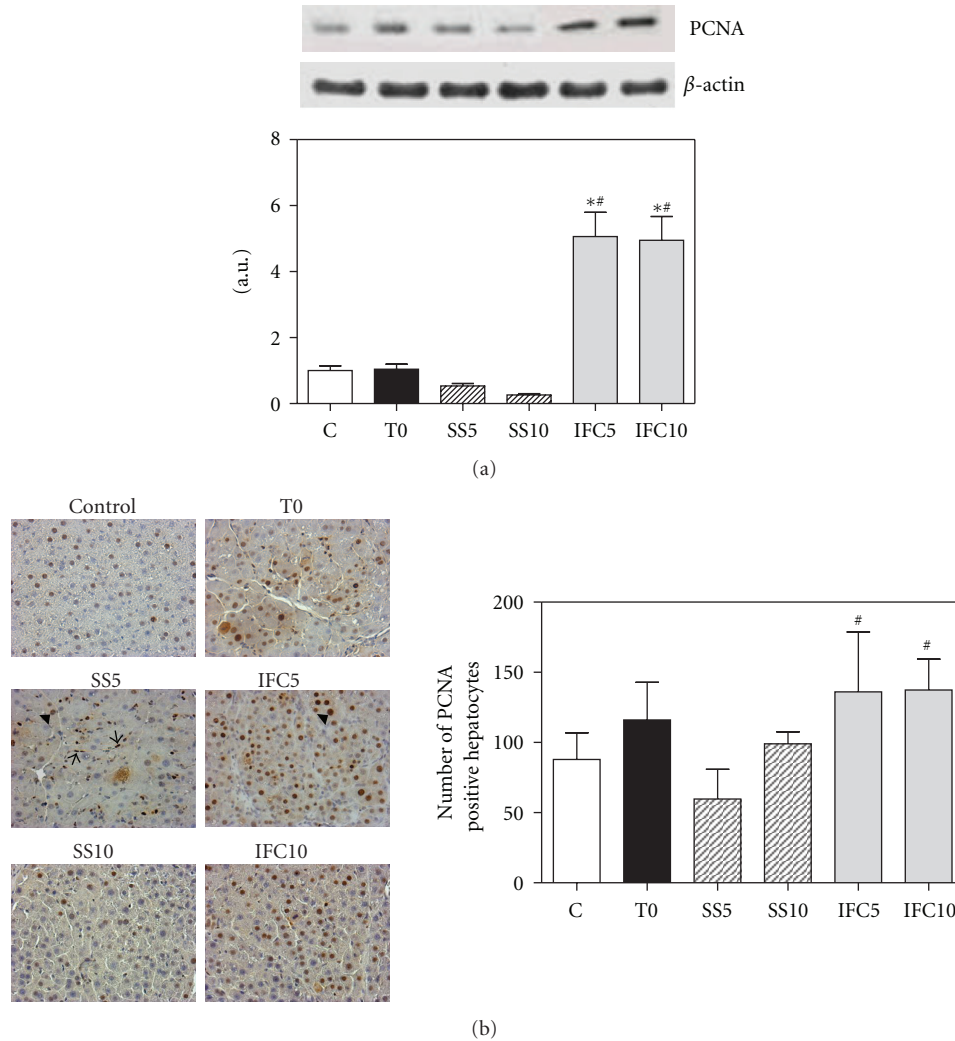 PCNA
β-actin
8
6
4
2
0
(a.u.)
*#
*#
C T0 SS5 SS10 IFC5 IFC10
(a)
Control T0
SS5 IFC5
SS10 IFC10
200
150
100
50
0
Number of PCNA
positive hepatocytes
#
#
C T0 SS5 SS10 IFC5 IFC10
(b)